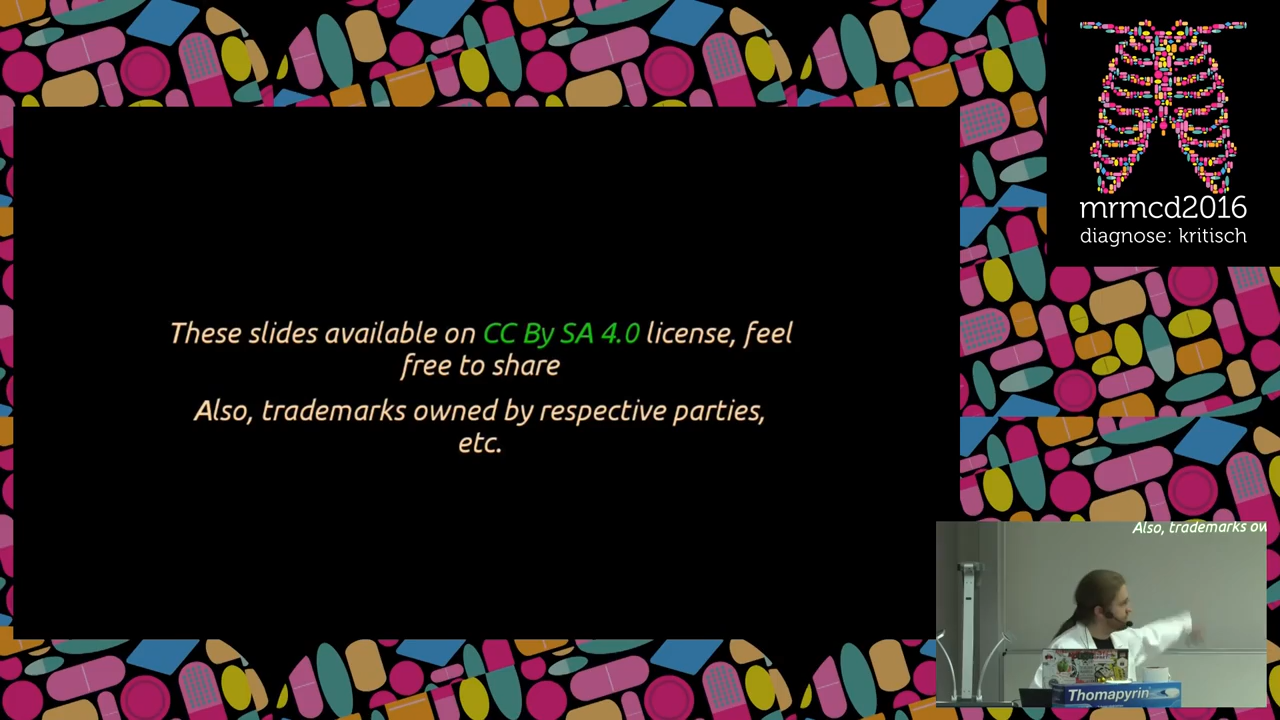 mrmcd2016
diagnose: kritisch
These slides available on CC By SA 4.0 license, feel
free to share
Also, trademarks owned by respective parties,
etc.
Also, trademarks ow
Thomapyrin